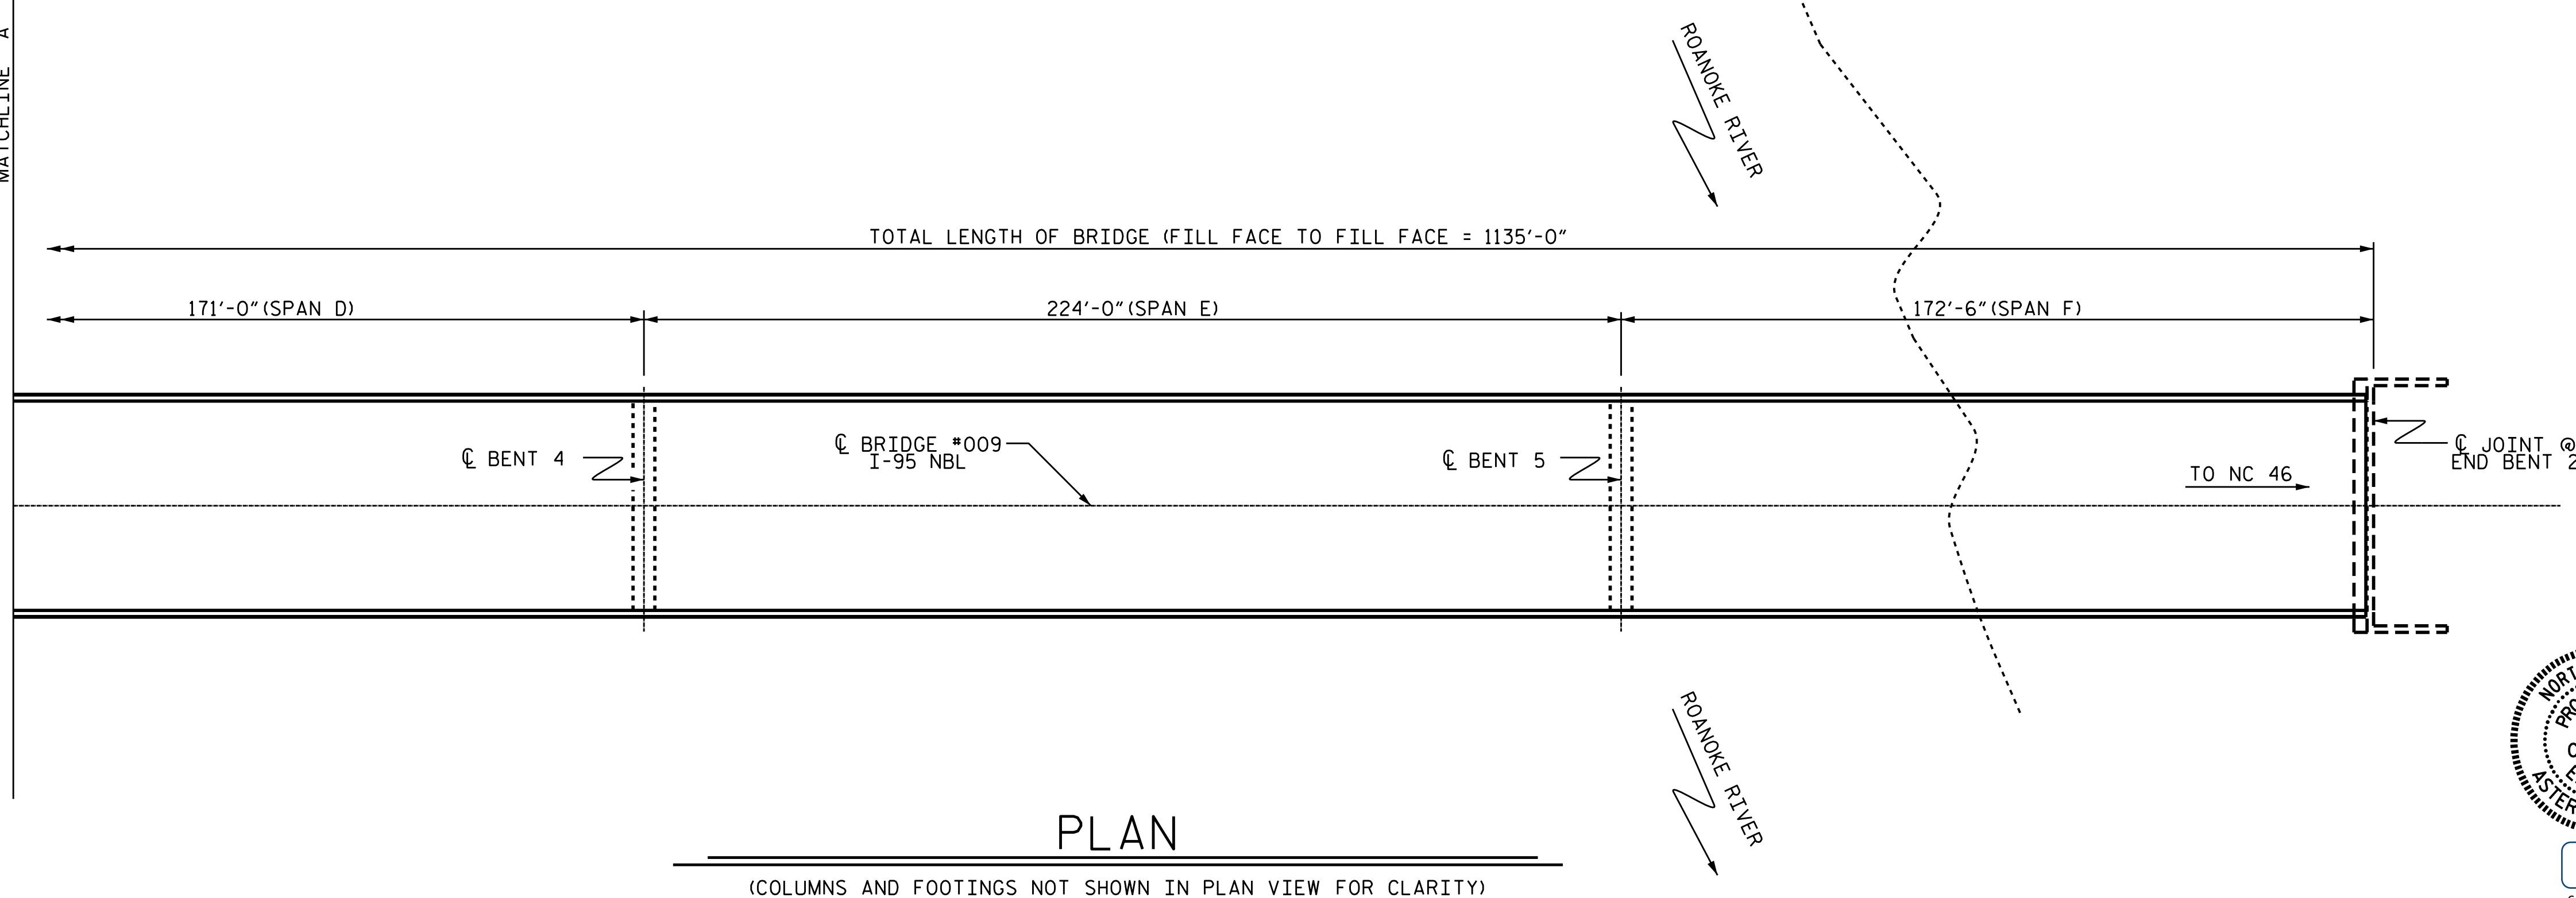 MATCHLINE A
ROANOKE RIVER
TOTAL LENGTH OF BRIDGE (FILL FACE TO FILL FACE = 1135'-0"
171'-0"(SPAN D)
224'-0"(SPAN E)
172'-6"(SPAN F)
℄ BENT 4
℄ BRIDGE #009
I-95 NBL
℄ BENT 5
TO NC 46
℄ JOINT @
END BENT 2
ROANOKE RIVER
PLAN
(COLUMNS AND FOOTINGS NOT SHOWN IN PLAN VIEW FOR CLARITY)